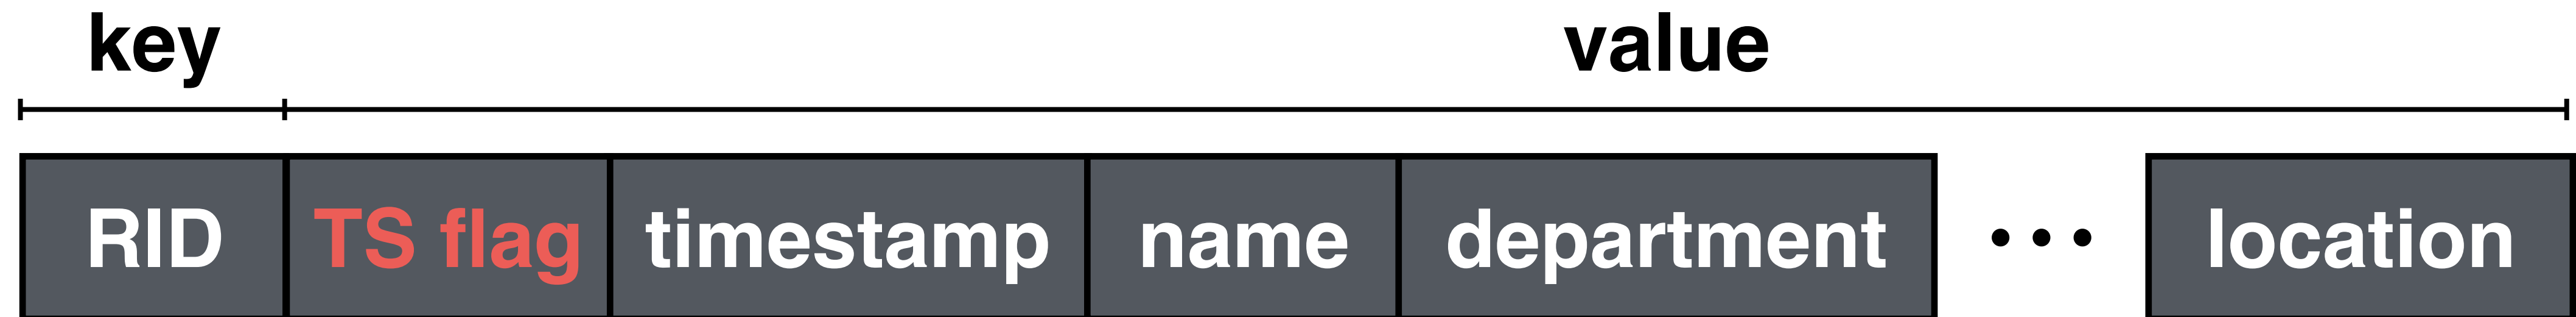 key value
RID TS flag timestamp name department ... location